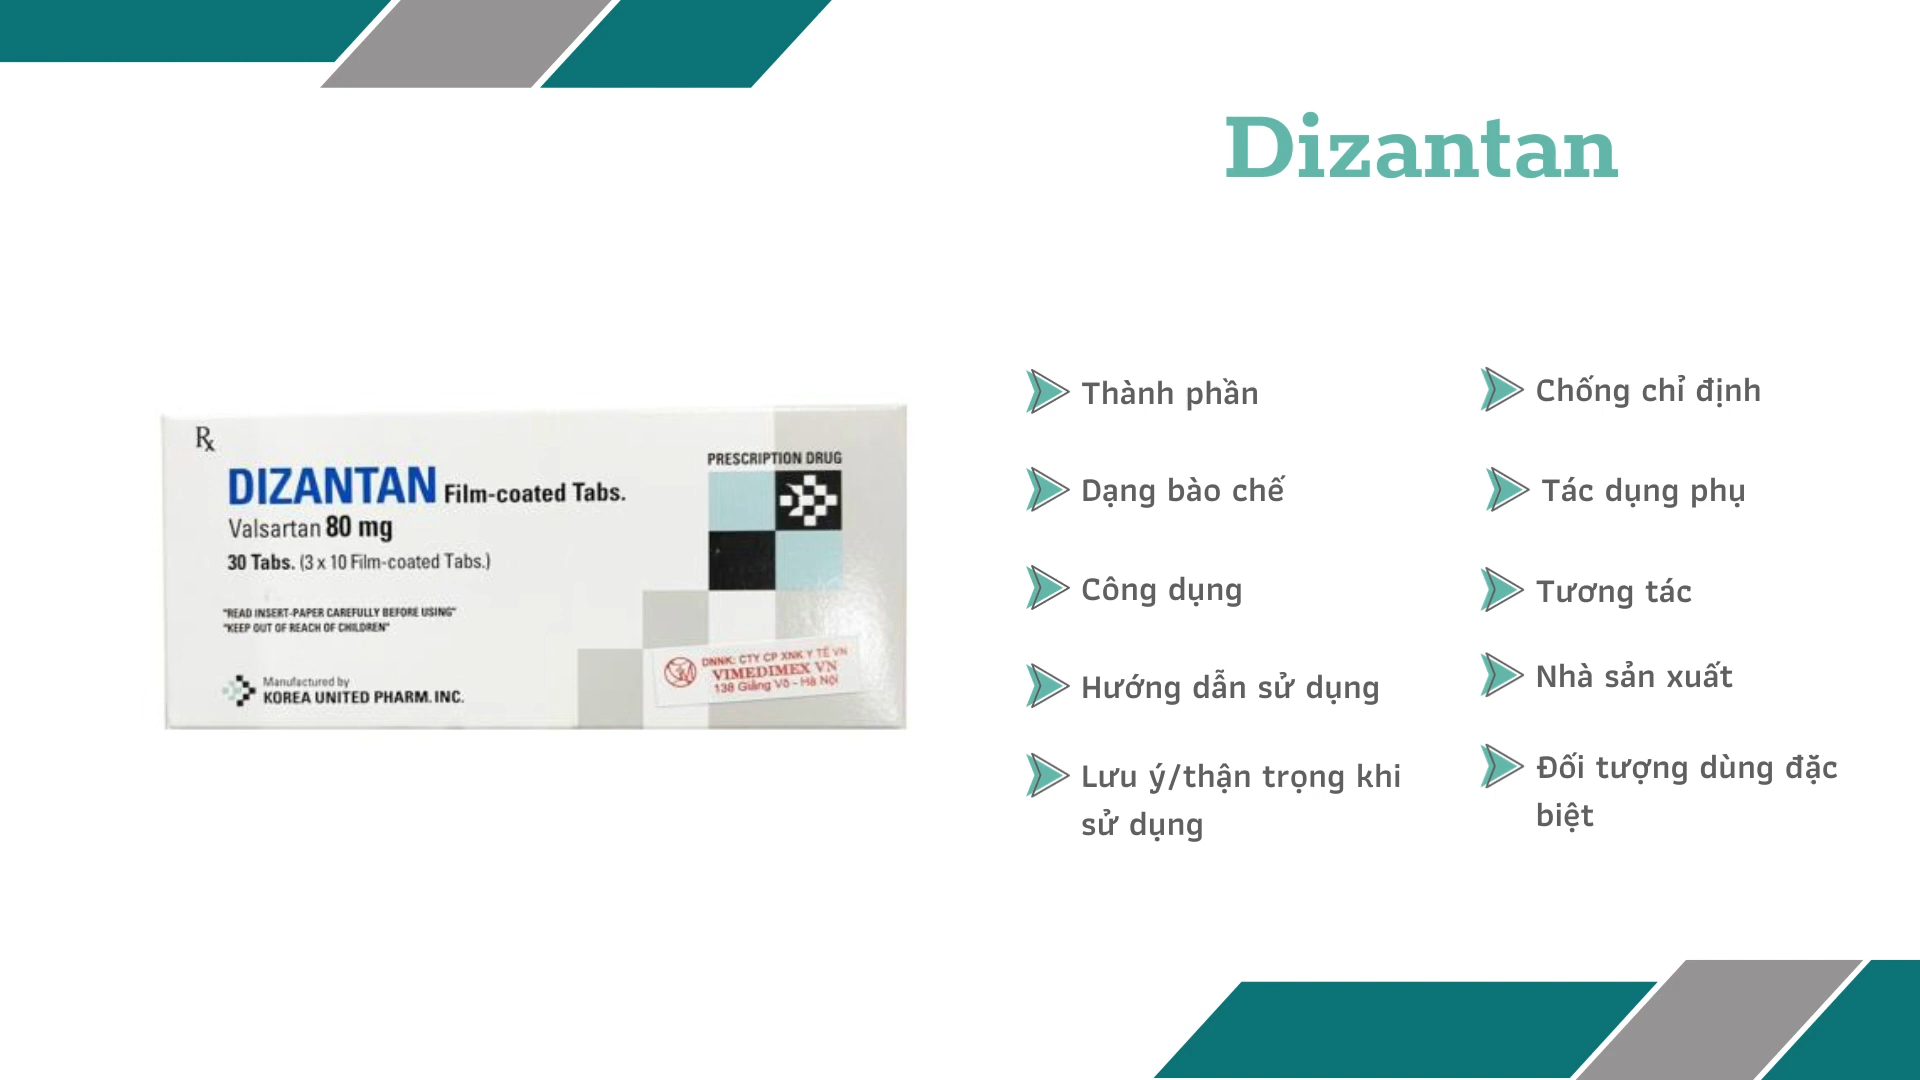 Dizantan
Rx
DIZANTAN Film-coated Tabs.
Valsartan 80 mg
30 Tabs. (3 x 10 Film-coated Tabs.)
"READ INSERT-PAPER CAREFULLY BEFORE USING"
"KEEP OUT OF REACH OF CHILDREN"
Manufactured by
KOREA UNITED PHARM. INC.
PRESCRIPTION DRUG
DNNK: CTY CP XNK Y TẾ VN
VIMEDIMEX VN
138 Giảng Võ - Hà Nội
Thành phần
Dạng bào chế
Công dụng
Hướng dẫn sử dụng
Lưu ý/thận trọng khi
sử dụng
Chống chỉ định
Tác dụng phụ
Tương tác
Nhà sản xuất
Đối tượng dùng đặc
biệt